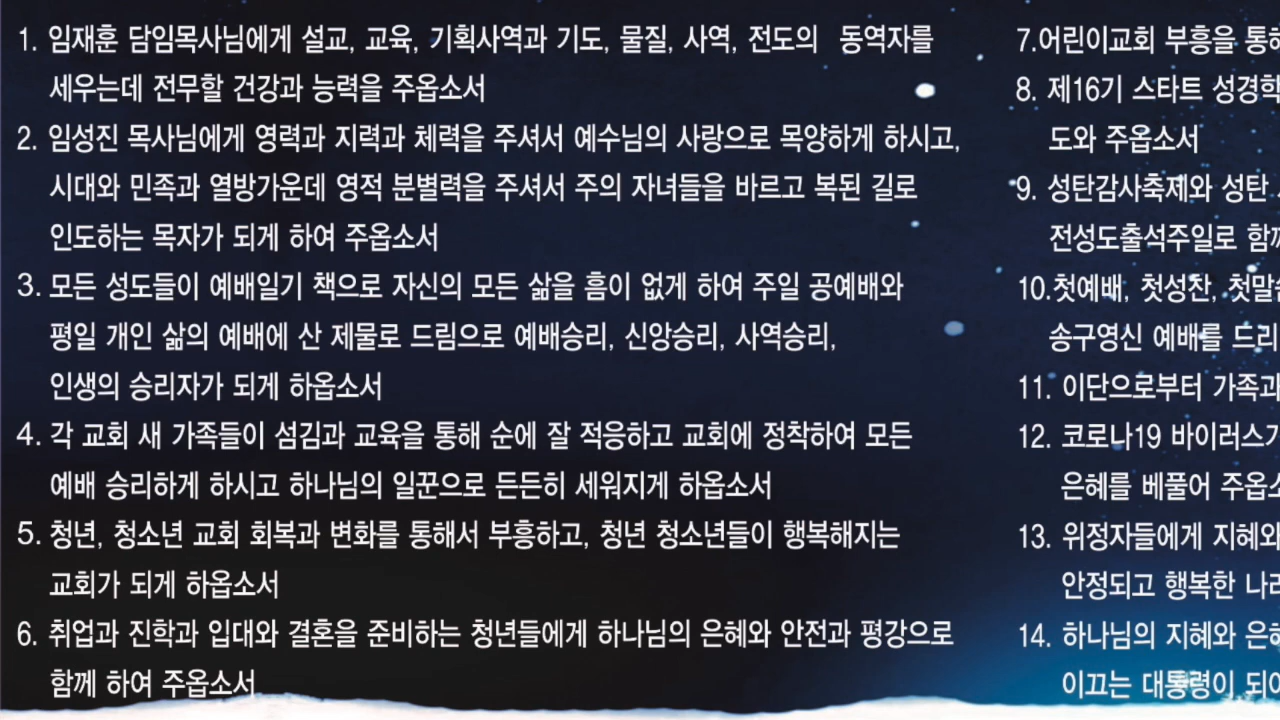 1. 임재훈 담임목사님에게 설교, 교육, 기획사역과 기도, 물질, 사역, 전도의 동역자를
세우는데 전무할 건강과 능력을 주옵소서
2. 임성진 목사님에게 영력과 지력과 체력을 주셔서 예수님의 사랑으로 목양하게 하시고,
시대와 민족과 열방가운데 영적 분별력을 주셔서 주의 자녀들을 바르고 복된 길로
인도하는 목자가 되게 하여 주옵소서
3. 모든 성도들이 예배일기 책으로 자신의 모든 삶을 흠이 없게 하여 주일 공예배와
평일 개인 삶의 예배에 산 제물로 드림으로 예배승리, 신앙승리, 사역승리,
인생의 승리자가 되게 하옵소서
4. 각 교회 새 가족들이 섬김과 교육을 통해 순에 잘 적응하고 교회에 정착하여 모든
예배 승리하게 하시고 하나님의 일꾼으로 든든히 세워지게 하옵소서
5. 청년, 청소년 교회 회복과 변화를 통해서 부흥하고, 청년 청소년들이 행복해지는
교회가 되게 하옵소서
6. 취업과 진학과 입대와 결혼을 준비하는 청년들에게 하나님의 은혜와 안전과 평강으로
함께 하여 주옵소서
7.어린이교회 부흥을 통해
8. 제16기 스타트 성경학
도와 주옵소서
9. 성탄감사축제와 성탄
전성도출석주일로 함께
10.첫예배, 첫성찬, 첫말
송구영신 예배를 드리
11. 이단으로부터 가족과
12. 코로나19 바이러스가
은혜를 베풀어 주옵소
13. 위정자들에게 지혜와
안정되고 행복한 나라
14. 하나님의 지혜와 은혜
이끄는 대통령이 되어